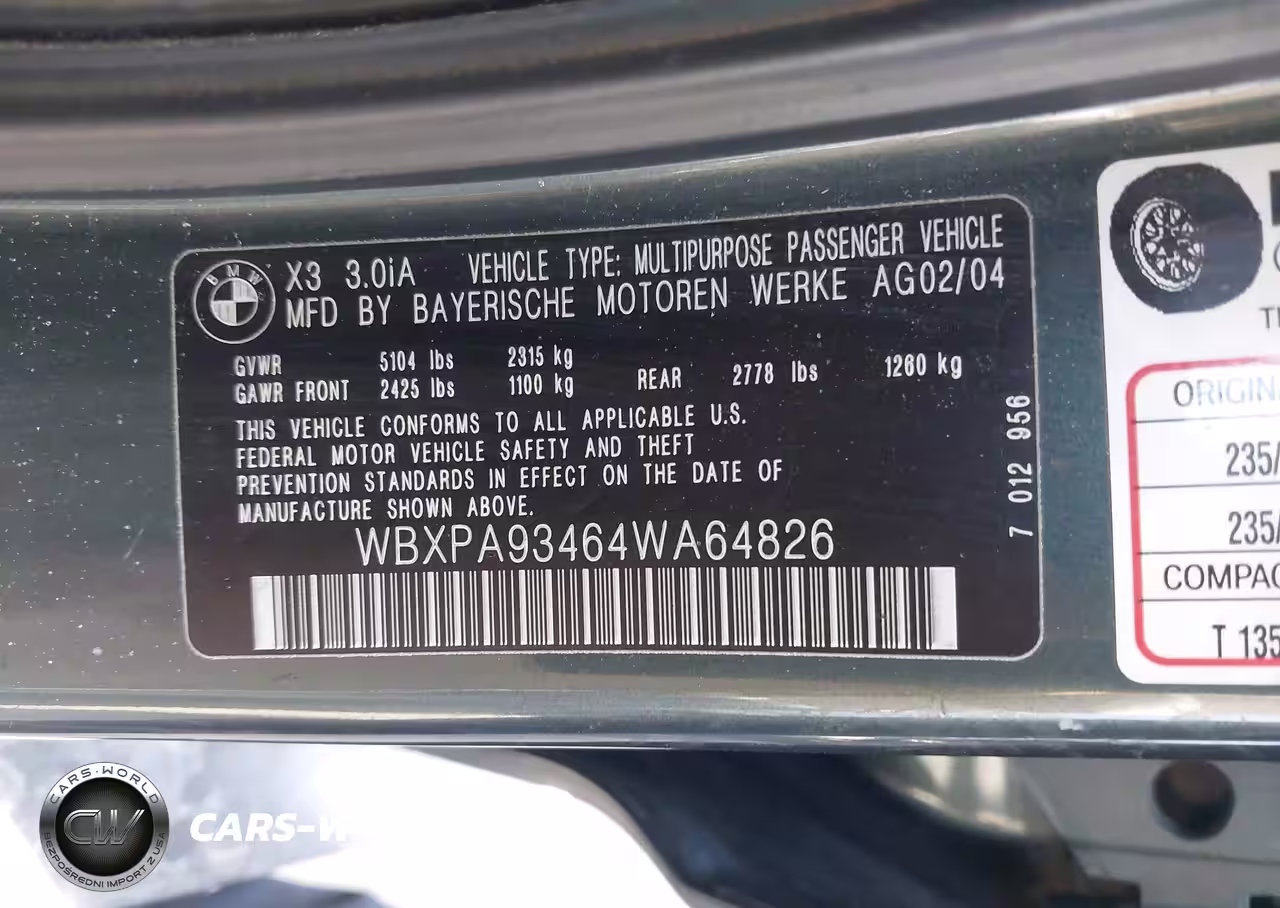 BMW
X3 3.0iA VEHICLE TYPE: MULTIPURPOSE PASSENGER VEHICLE
MFD BY BAYERISCHE MOTOREN WERKE AG02/04
GVWR 5104 lbs 2315 kg
GAWR FRONT 2425 lbs 1100 kg REAR 2778 lbs 1260 kg
THIS VEHICLE CONFORMS TO ALL APPLICABLE U.S.
FEDERAL MOTOR VEHICLE SAFETY AND THEFT
PREVENTION STANDARDS IN EFFECT ON THE DATE OF
MANUFACTURE SHOWN ABOVE.
WBXPA93464WA64826
7 012 956
ORIGIN
235/
235/
COMPAC
T 135
CARS-WORLD
CW
BEZPOŚREDNI IMPORT Z USA
CARS-W